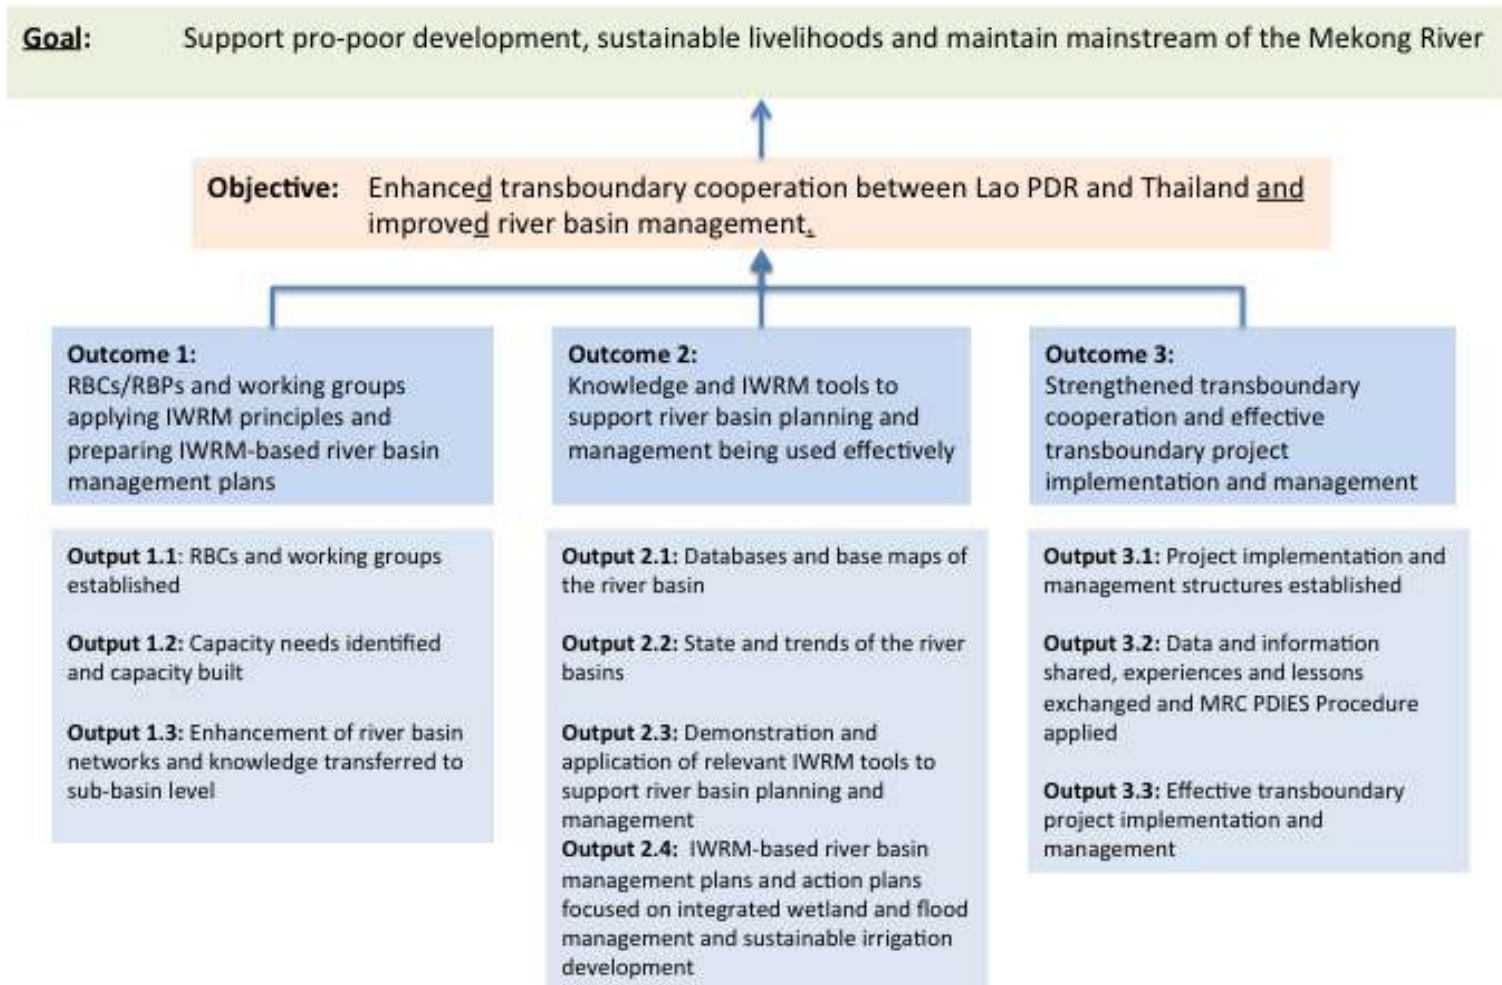 Goal: Support pro-poor development, sustainable livelihoods and maintain mainstream of the Mekong River
Objective: Enhanced transboundary cooperation between Lao PDR and Thailand and
improved river basin management.
Outcome 1:
RBCs/RBPs and working groups
applying IWRM principles and
preparing IWRM-based river basin
management plans
Output 1.1: RBCs and working groups
established
Output 1.2: Capacity needs identified
and capacity built
Output 1.3: Enhancement of river basin
networks and knowledge transferred to
sub-basin level
Outcome 2:
Knowledge and IWRM tools to
support river basin planning and
management being used effectively
Output 2.1: Databases and base maps of
the river basin
Output 2.2: State and trends of the river
basins
Output 2.3: Demonstration and
application of relevant IWRM tools to
support river basin planning and
management
Output 2.4: IWRM-based river basin
management plans and action plans
focused on integrated wetland and flood
management and sustainable irrigation
development
Outcome 3:
Strengthened transboundary
cooperation and effective
transboundary project
implementation and management
Output 3.1: Project implementation and
management structures established
Output 3.2: Data and information
shared, experiences and lessons
exchanged and MRC PDIES Procedure
applied
Output 3.3: Effective transboundary
project implementation and
management